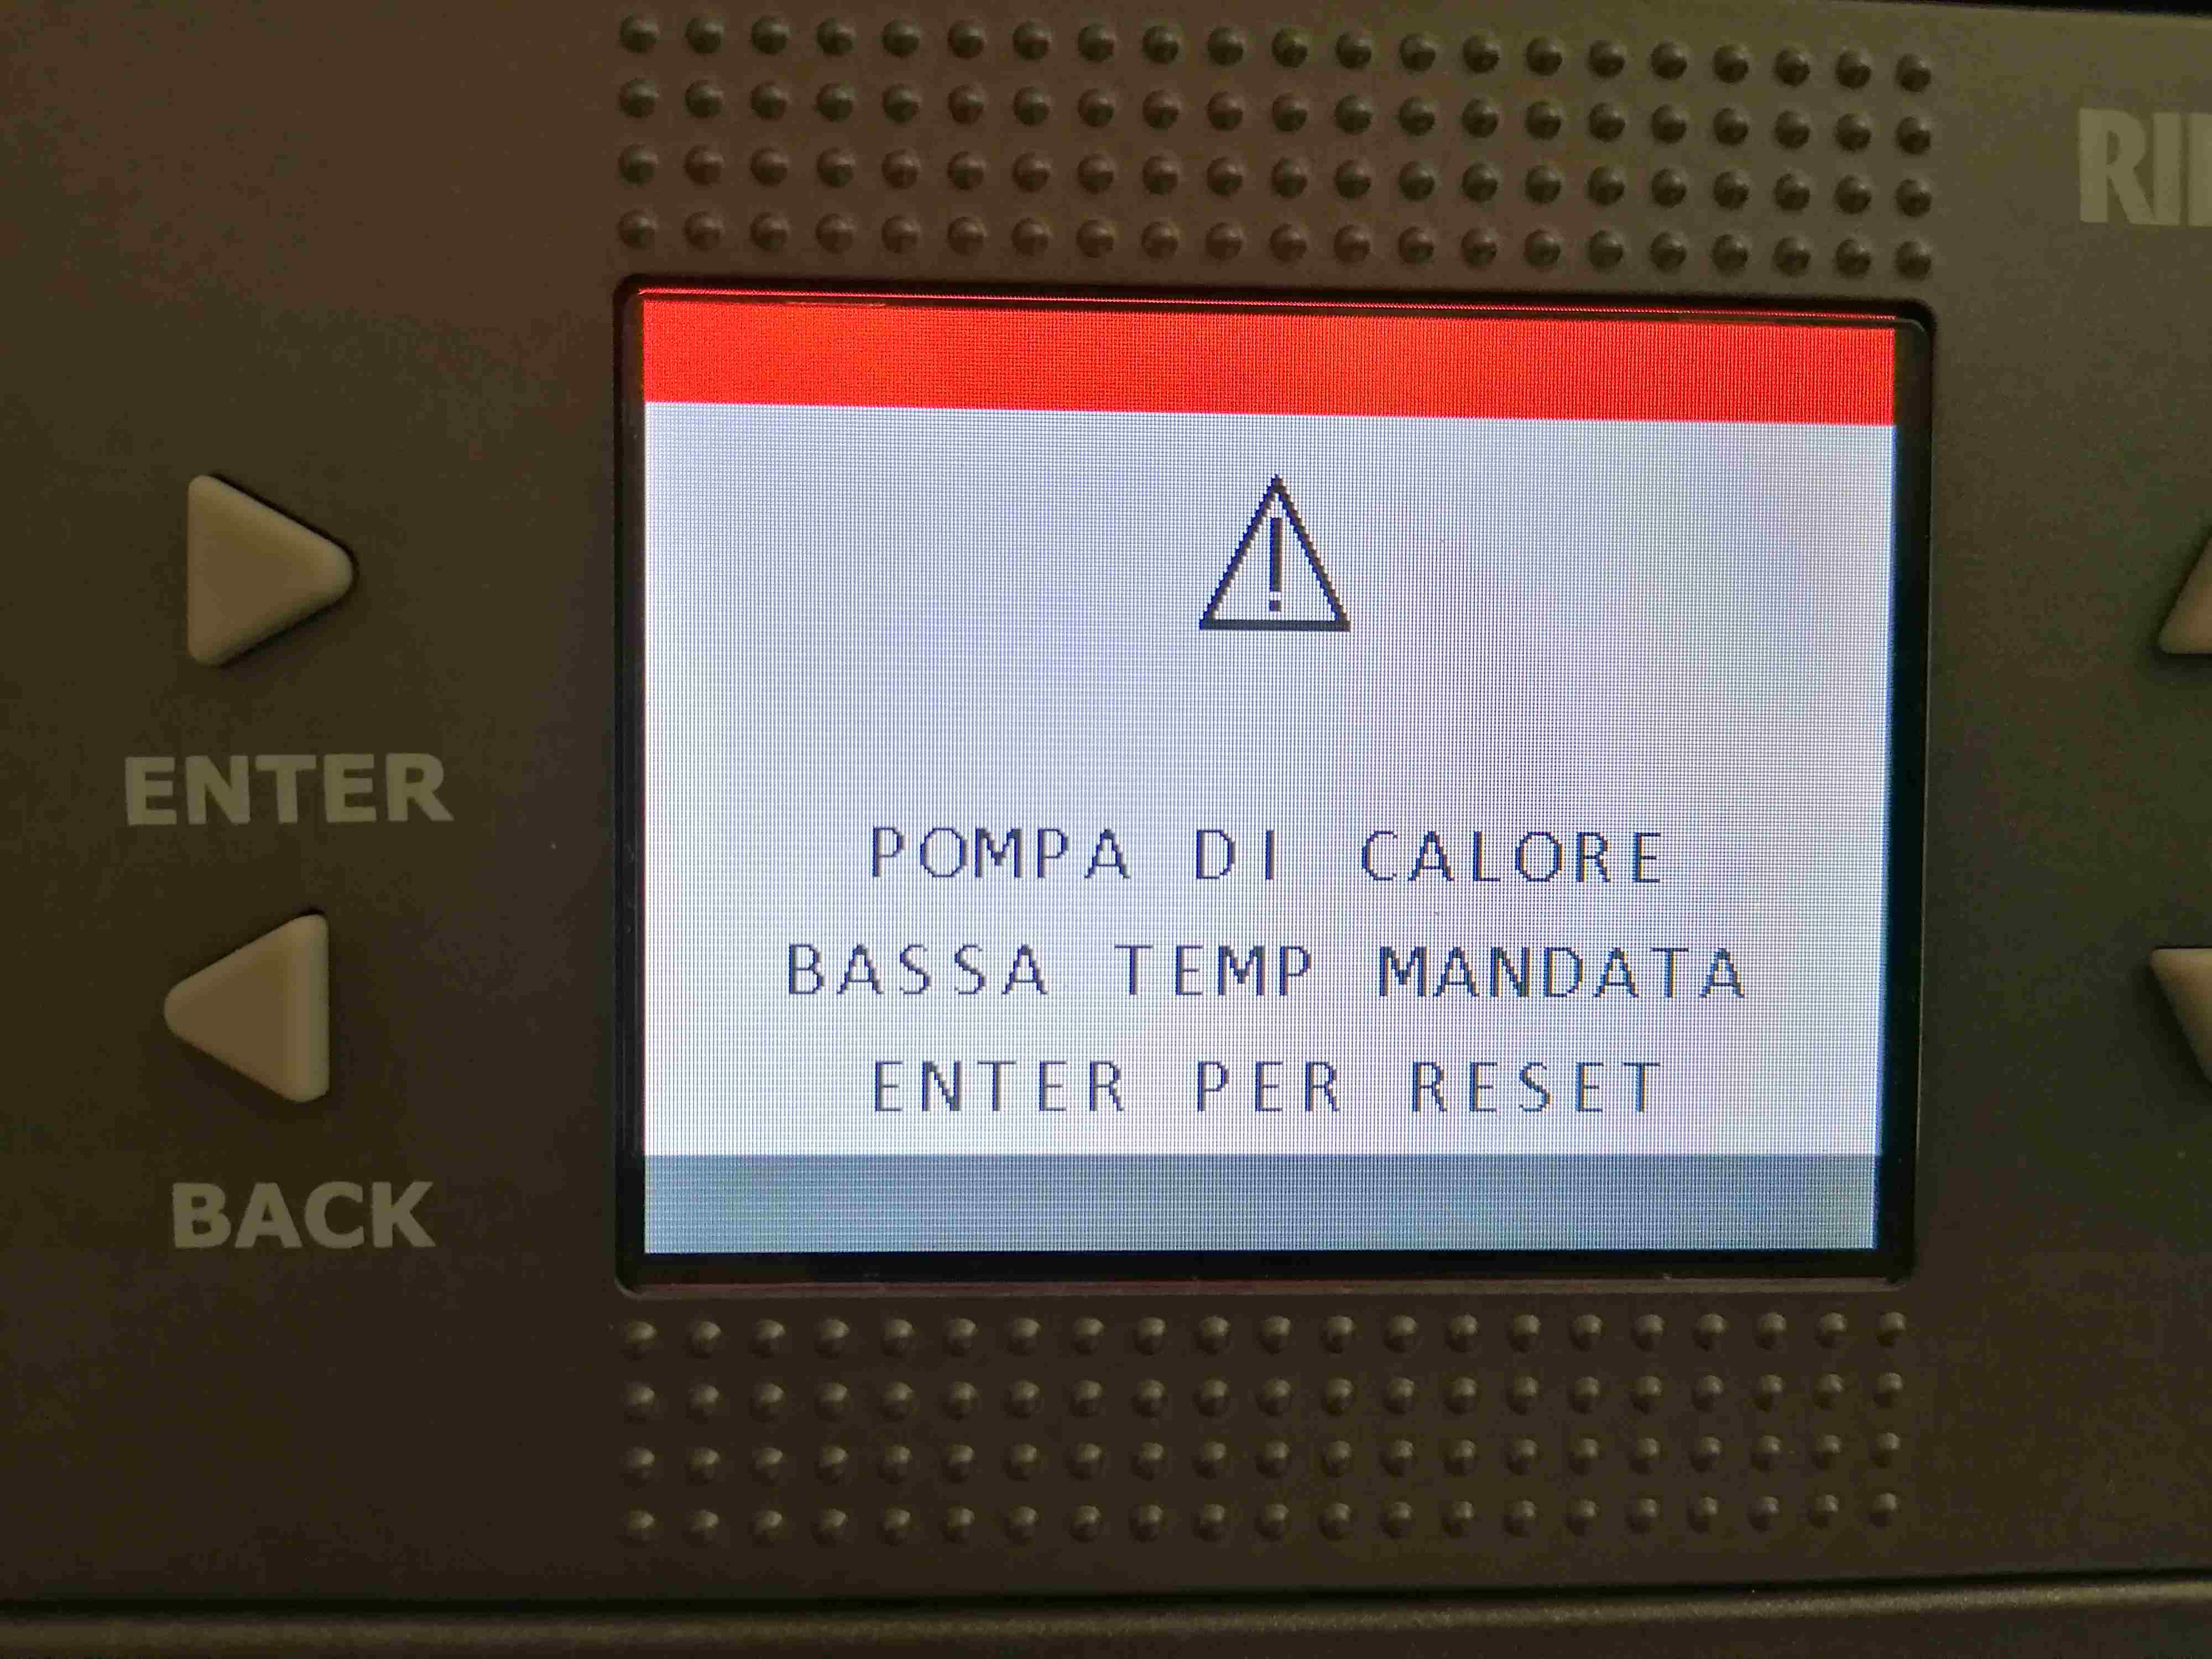 ENTER
BACK
POMPA DI CALORE
BASSA TEMP MANDATA
ENTER PER RESET